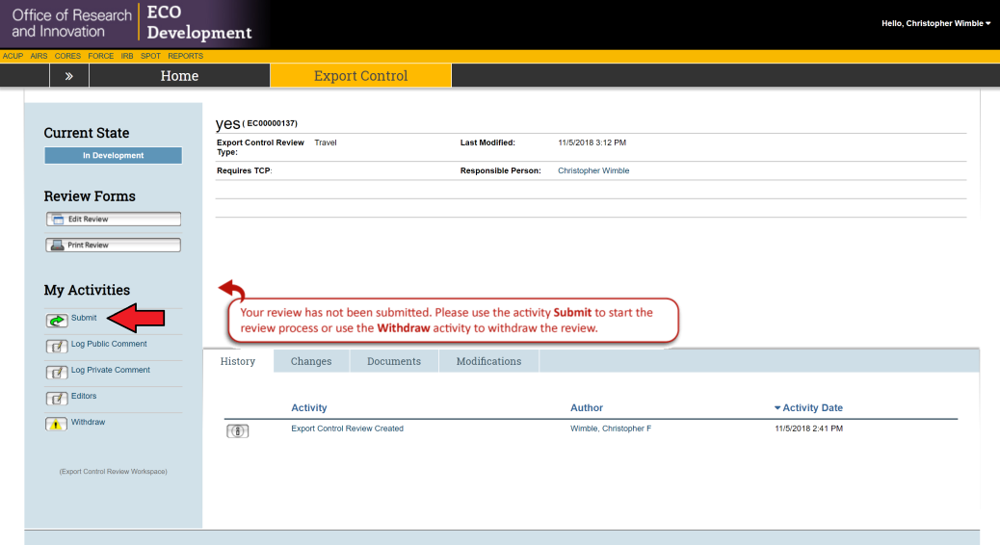 Office of Research
and Innovation
ECO
Development
Hello, Christopher Wimble
ACUP AIRS CORES FORCE IRB SPOT REPORTS
» Home Export Control
Current State
In Development
Review Forms
Edit Review
Print Review
My Activities
Submit
Log Public Comment
Log Private Comment
Editors
Withdraw
(Export Control Review Workspace)
yes ( EC00000137)
Export Control Review Type: Travel Last Modified: 11/5/2018 3:12 PM
Requires TCP: Responsible Person: Christopher Wimble
Your review has not been submitted. Please use the activity Submit to start the
review process or use the Withdraw activity to withdraw the review.
History Changes Documents Modifications
Activity Author Activity Date
Export Control Review Created Wimble, Christopher F 11/5/2018 2:41 PM